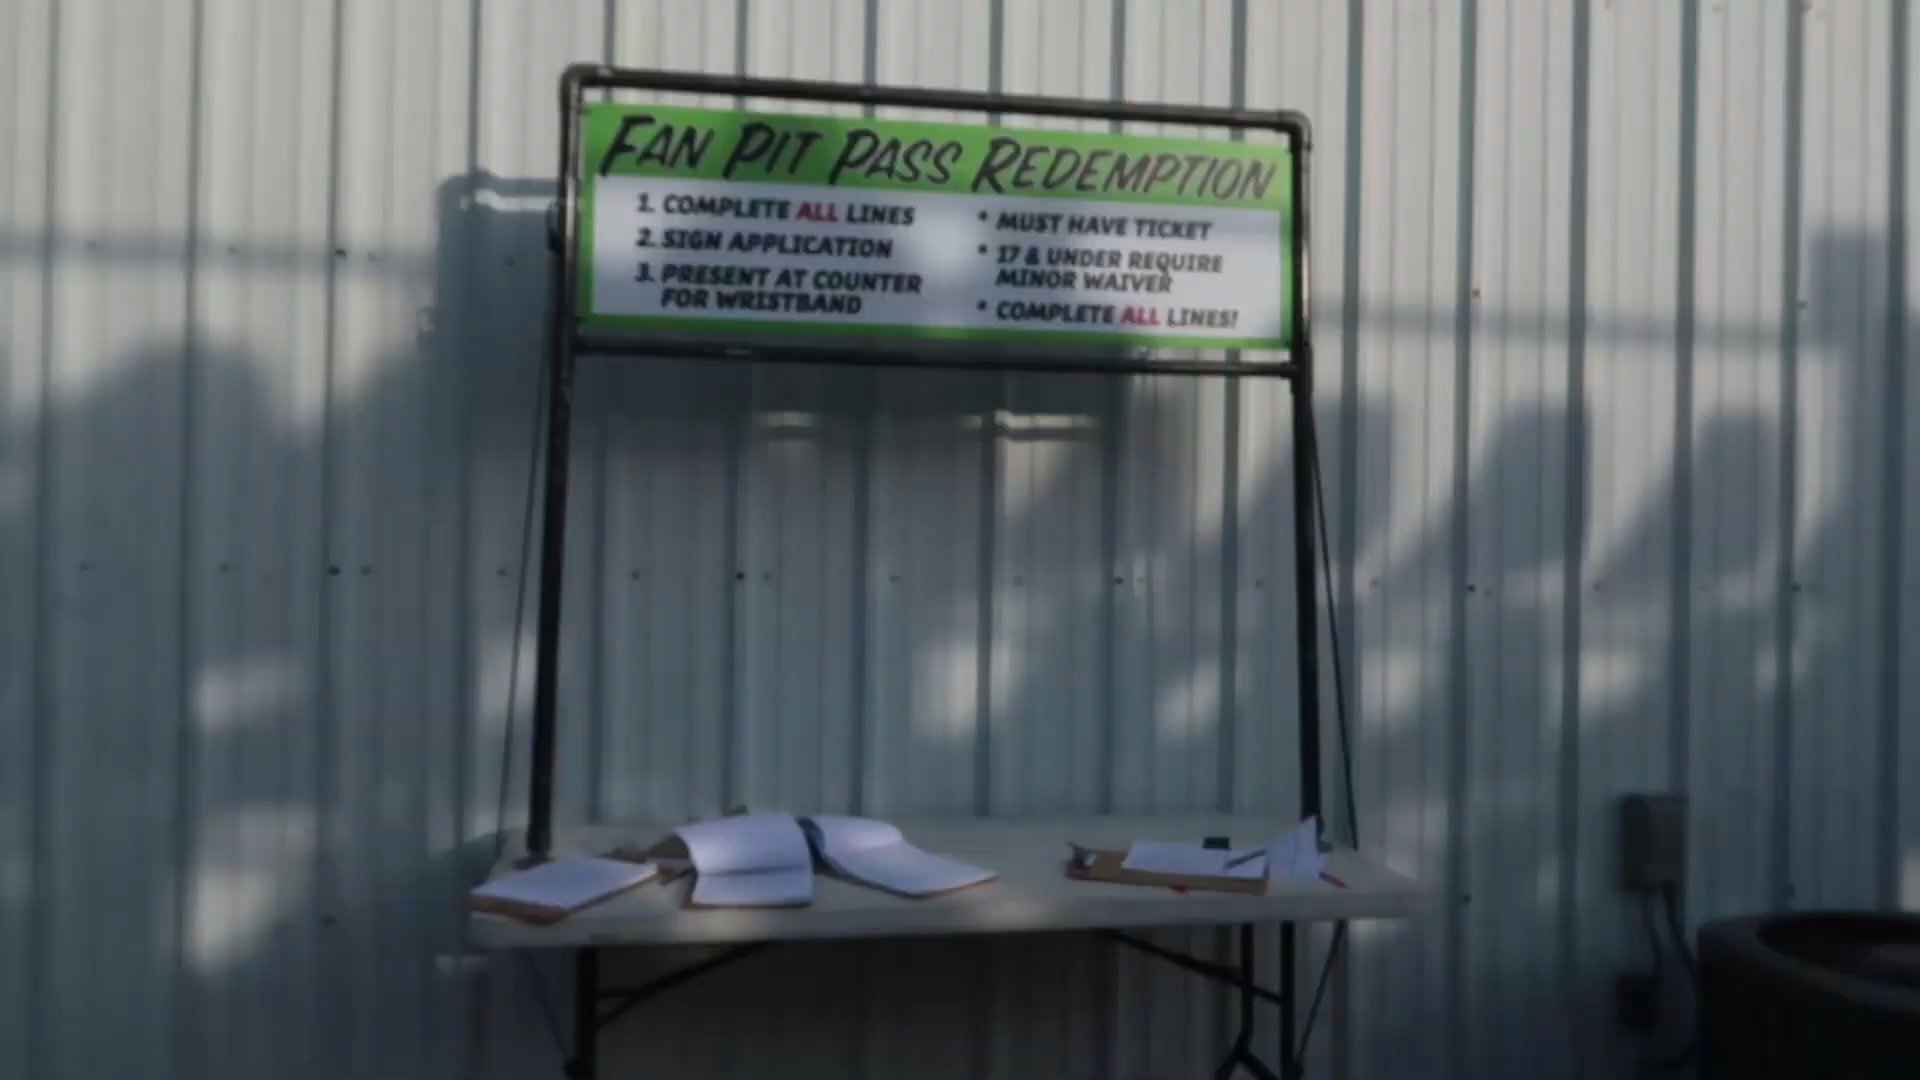 FAN PIT PASS REDEMPTION
1. COMPLETE ALL LINES
2. SIGN APPLICATION
3. PRESENT AT COUNTER
FOR WRISTBAND
* MUST HAVE TICKET
* 17 & UNDER REQUIRE
MINOR WAIVER
* COMPLETE ALL LINES!